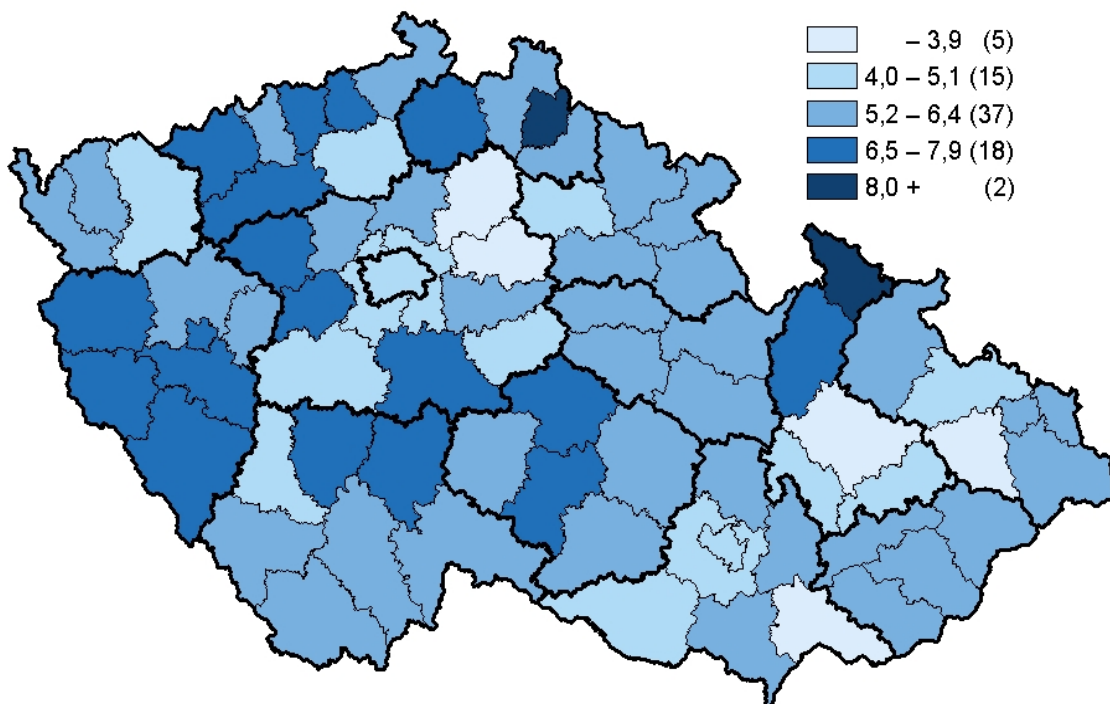 – 3,9 (5)
4,0 – 5,1 (15)
5,2 – 6,4 (37)
6,5 – 7,9 (18)
8,0 + (2)